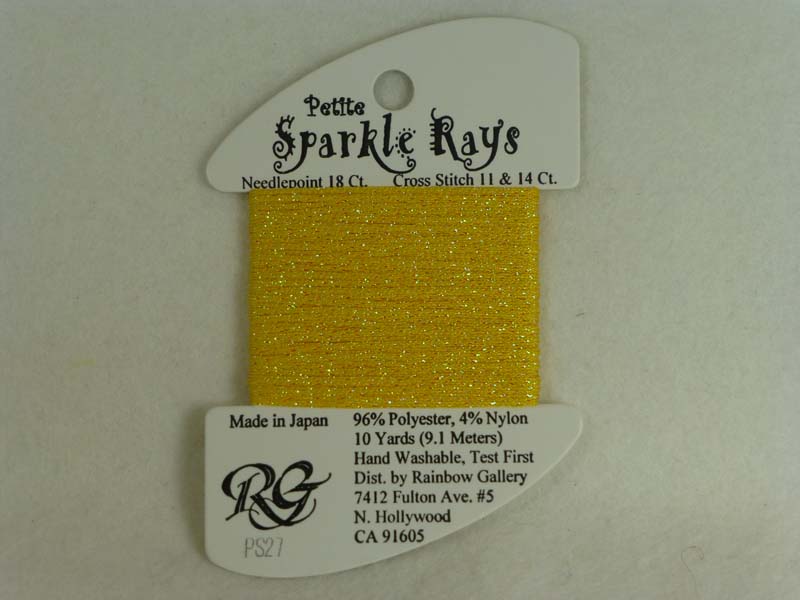 Petite
Sparkle Rays
Needlepoint 18 Ct. Cross Stitch 11 & 14 Ct.
Made in Japan
RG
PS27
96% Polyester, 4% Nylon
10 Yards (9.1 Meters)
Hand Washable, Test First
Dist. by Rainbow Gallery
7412 Fulton Ave. #5
N. Hollywood
CA 91605